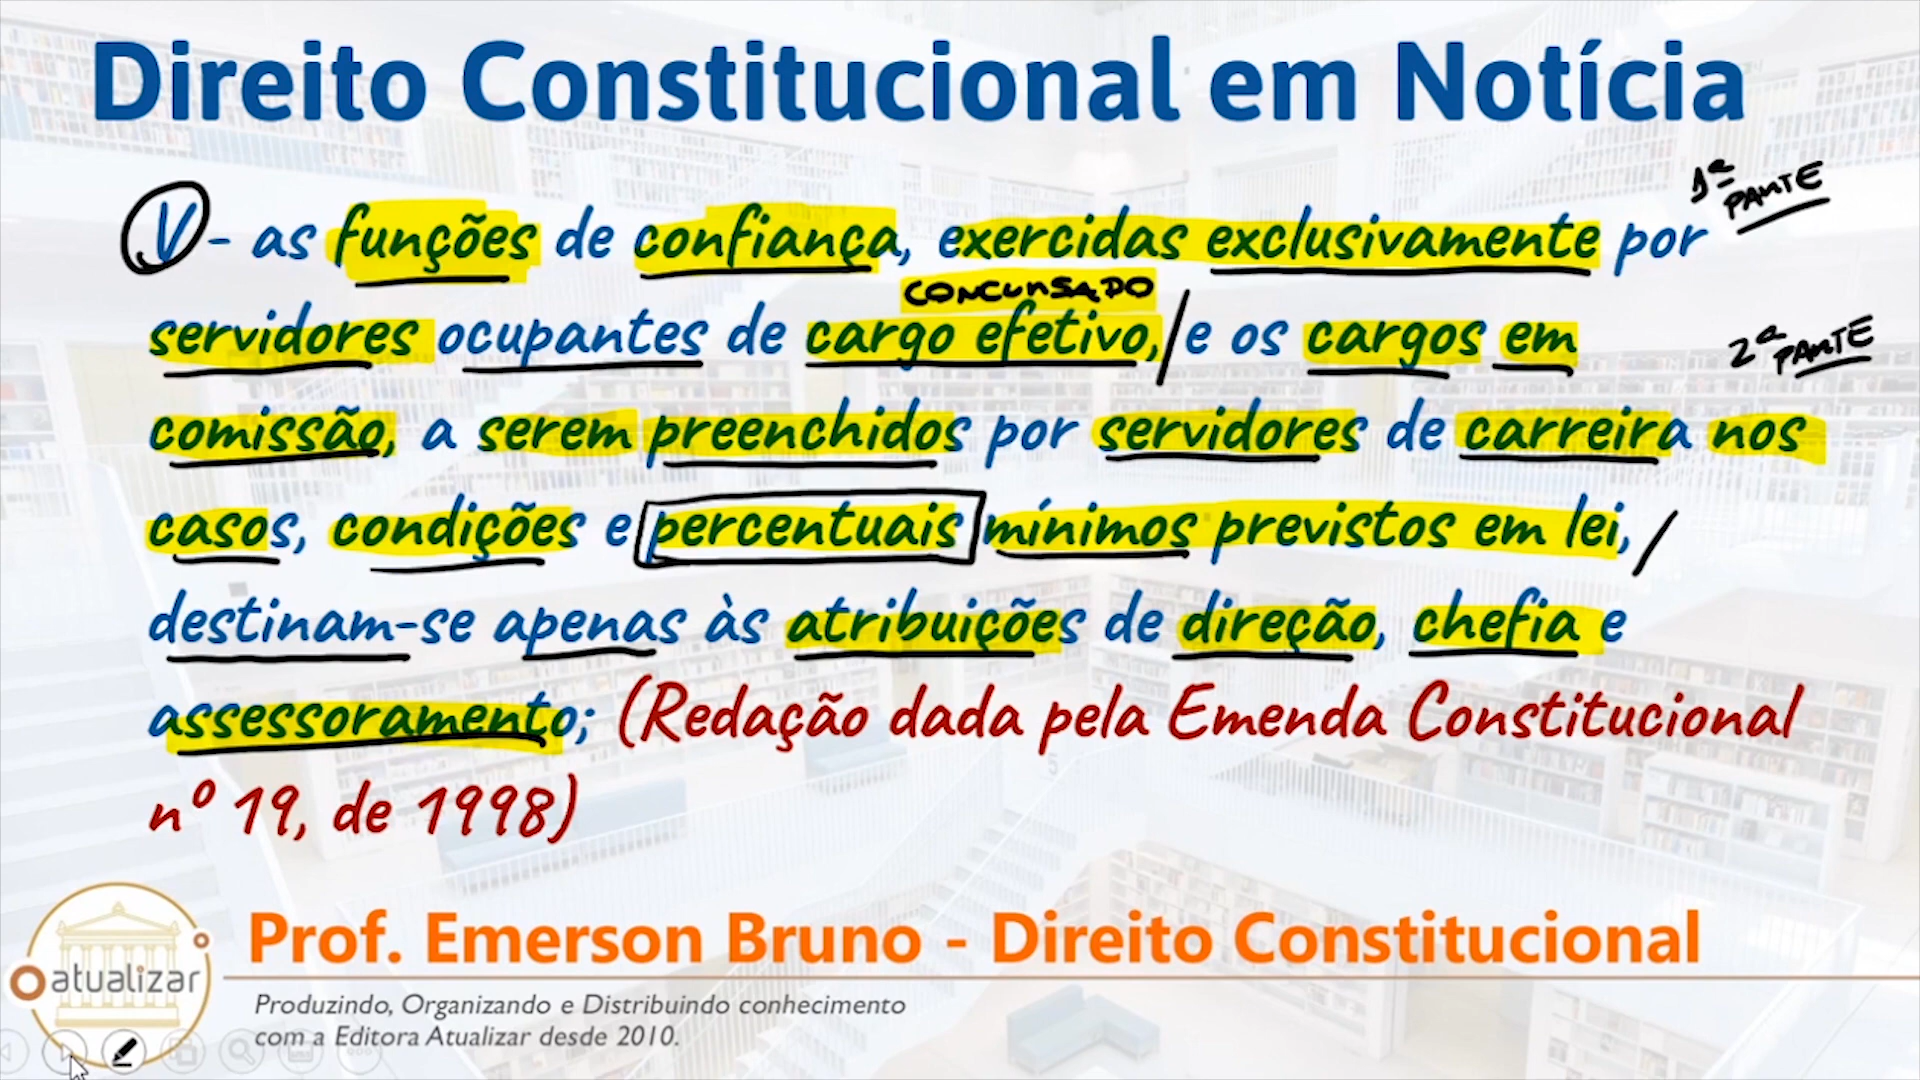 Direito Constitucional em Notícia
1ª PARTE
V - as funções de confiança, exercidas exclusivamente por
CONCURSADO
servidores ocupantes de cargo efetivo, e os cargos em
2ª PARTE
comissão, a serem preenchidos por servidores de carreira nos
casos, condições e percentuais mínimos previstos em lei,
destinam-se apenas às atribuições de direção, chefia e
assessoramento; (Redação dada pela Emenda Constitucional
nº 19, de 1998)
Prof. Emerson Bruno - Direito Constitucional
atualizar
Produzindo, Organizando e Distribuindo conhecimento
com a Editora Atualizar desde 2010.